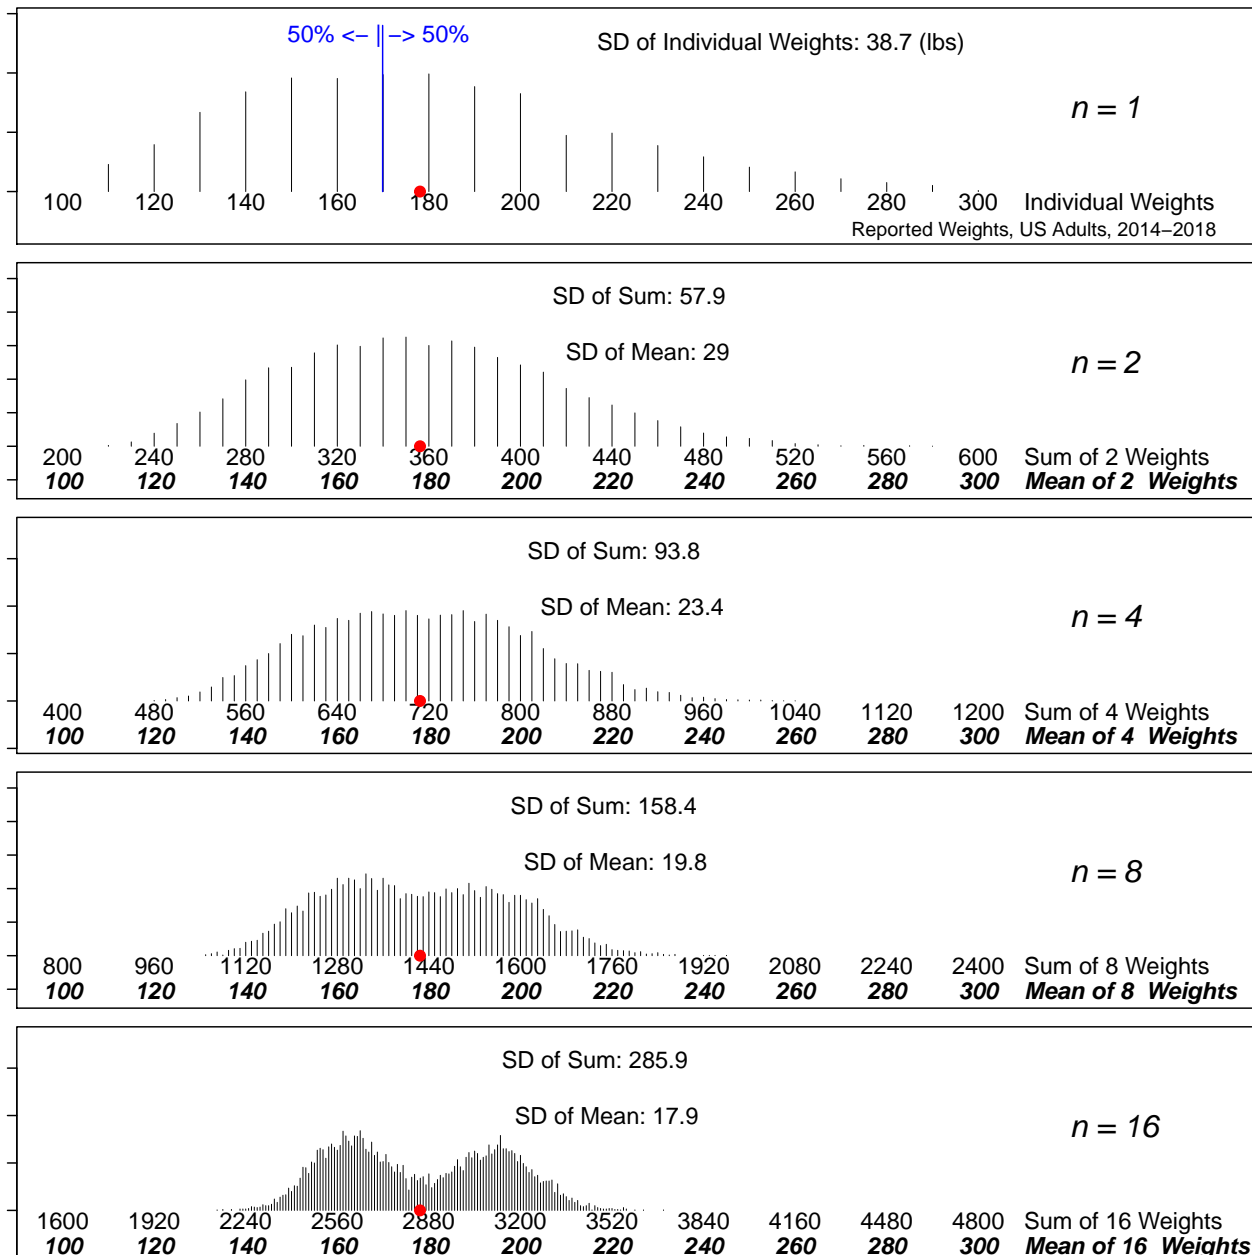 50% <− | −> 50%
SD of Individual Weights: 38.7 (lbs)
n = 1
100 120 140 160 180 200 220 240 260 280 300 Individual Weights
Reported Weights, US Adults, 2014−2018
SD of Sum: 57.9
SD of Mean: 29
n = 2
200 240 280 320 360 400 440 480 520 560 600 Sum of 2 Weights
100 120 140 160 180 200 220 240 260 280 300 Mean of 2 Weights
SD of Sum: 93.8
SD of Mean: 23.4
n = 4
400 480 560 640 720 800 880 960 1040 1120 1200 Sum of 4 Weights
100 120 140 160 180 200 220 240 260 280 300 Mean of 4 Weights
SD of Sum: 158.4
SD of Mean: 19.8
n = 8
800 960 1120 1280 1440 1600 1760 1920 2080 2240 2400 Sum of 8 Weights
100 120 140 160 180 200 220 240 260 280 300 Mean of 8 Weights
SD of Sum: 285.9
SD of Mean: 17.9
n = 16
1600 1920 2240 2560 2880 3200 3520 3840 4160 4480 4800 Sum of 16 Weights
100 120 140 160 180 200 220 240 260 280 300 Mean of 16 Weights